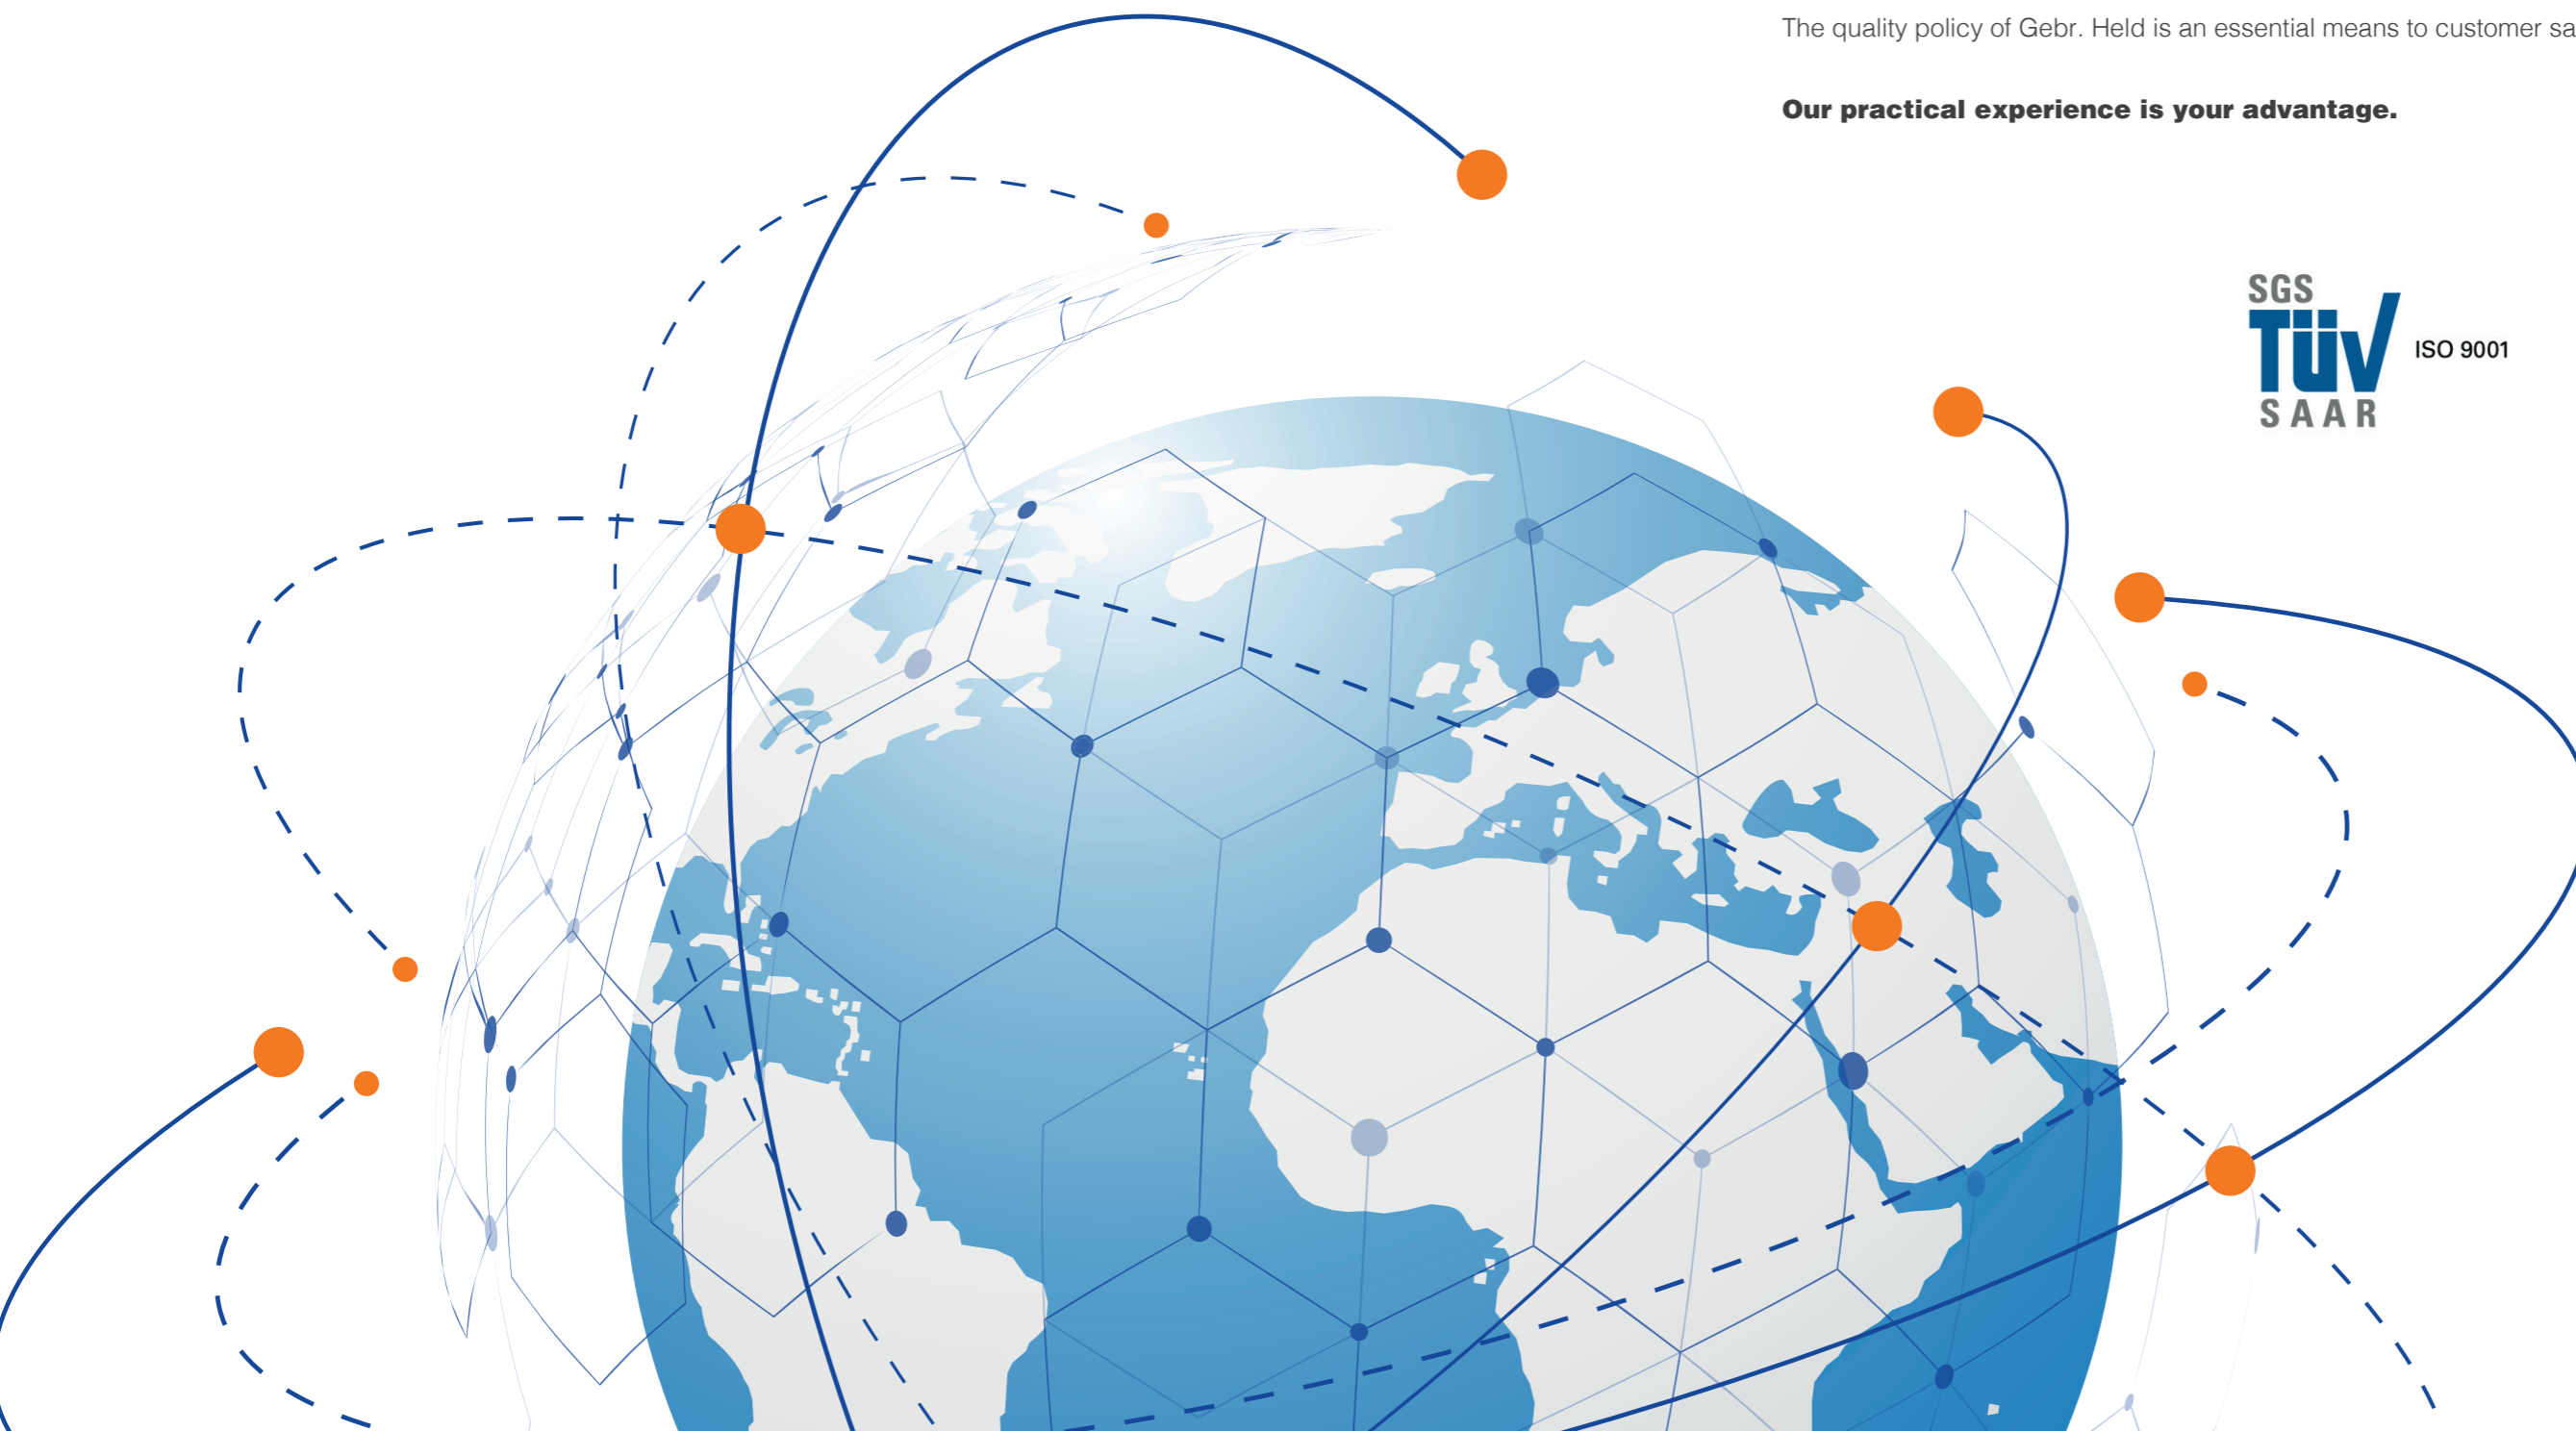 The quality policy of Gebr. Held is an essential means to customer
Our practical experience is your advantage.
SGS
TÜV
SAAR
ISO 9001